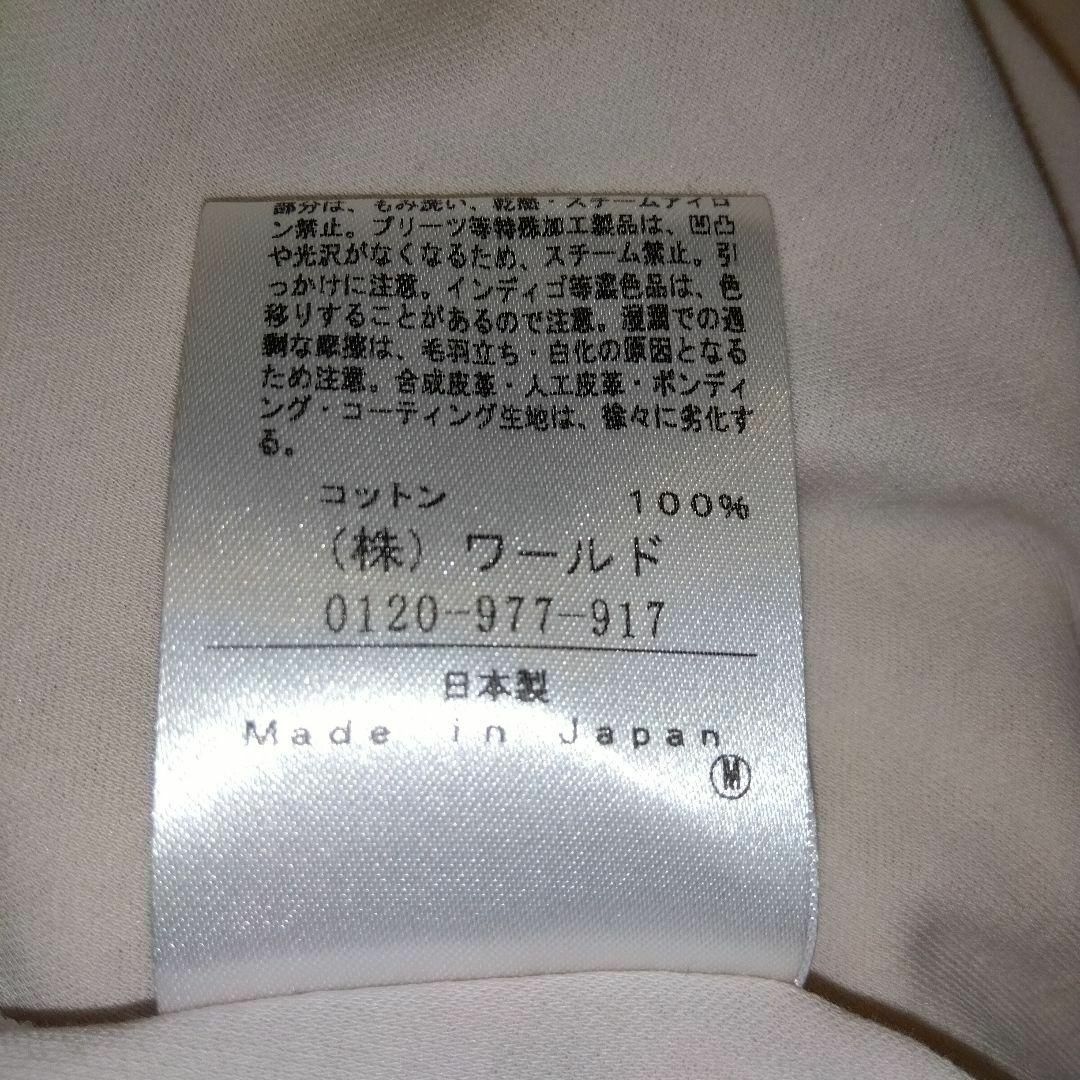 部分は、もみ洗い、乾燥・スチームアイロ
ン禁止。プリーツ等特殊加工製品は、凹凸
や光沢がなくなるため、スチーム禁止。引
っかけに注意。インディゴ等濃色品は、色
移りすることがあるので注意。湿潤での過
剰な摩擦は、毛羽立ち・白化の原因となる
ため注意。合成皮革・人工皮革・ボンディ
ング・コーティング生地は、徐々に劣化す
る。
コットン 100%
(株) ワールド
0120-977-917
日本製
Made in Japan
Ⓜ